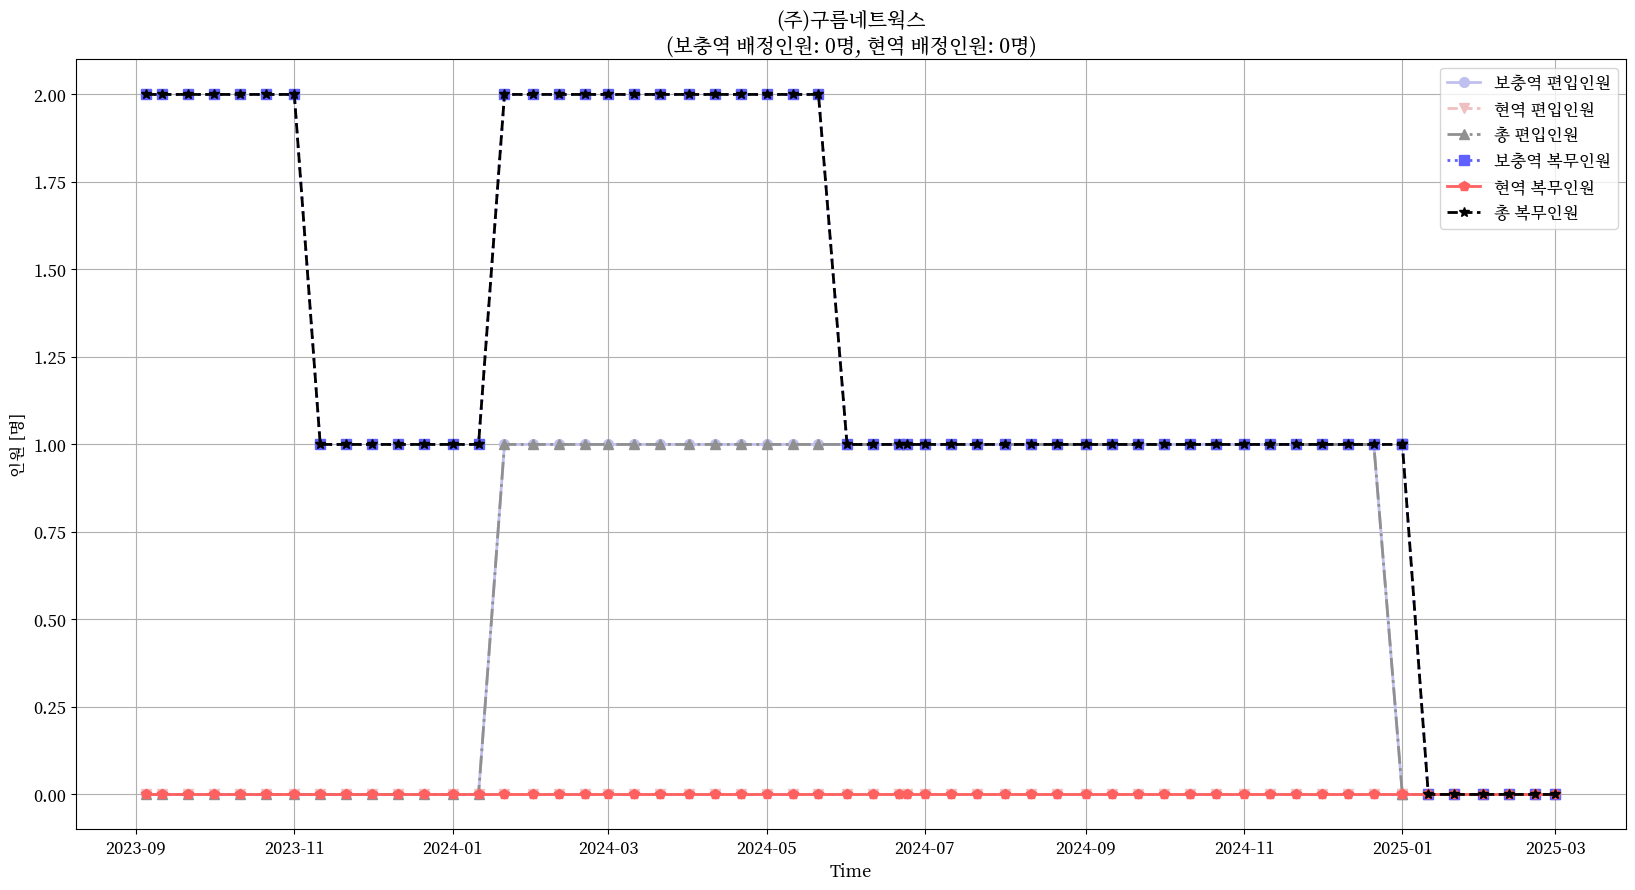 (주)구름네트웍스
(보충역 배정인원: 0명, 현역 배정인원: 0명)
보충역 편입인원
현역 편입인원
총 편입인원
보충역 복무인원
현역 복무인원
총 복무인원
인원 [명]
2.00
1.75
1.50
1.25
1.00
0.75
0.50
0.25
0.00
2023-09 2023-11 2024-01 2024-03 2024-05 2024-07 2024-09 2024-11 2025-01 2025-03
Time